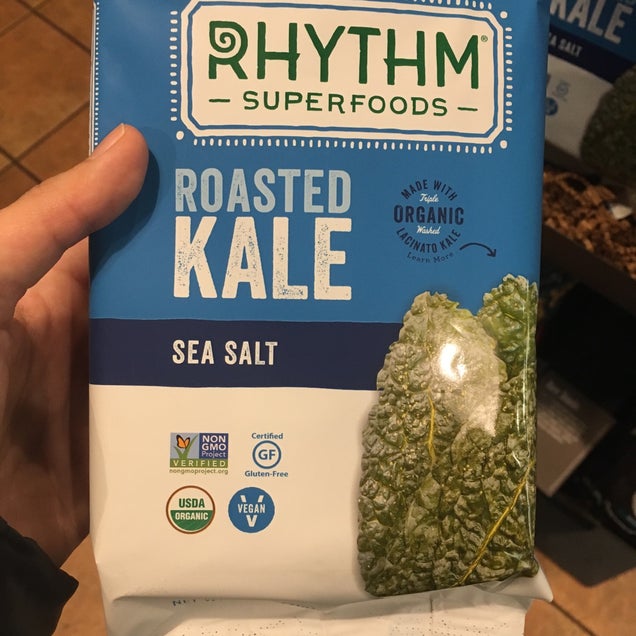 RHYTHM®
SUPERFOODS
ROASTED
KALE
MADE WITH
Triple
ORGANIC
Washed
LACINATO KALE
Learn More
SEA SALT
NON
GMO
Project
VERIFIED
nongmoproject.org
Certified
GF
Gluten-Free
USDA
ORGANIC
VEGAN
V
KALE
SEA SALT